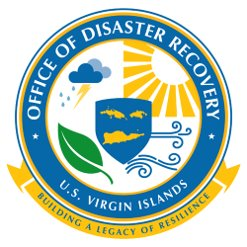 OFFICE OF DISASTER RECOVERY
U.S. VIRGIN ISLANDS
BUILDING A LEGACY OF RESILIENCE